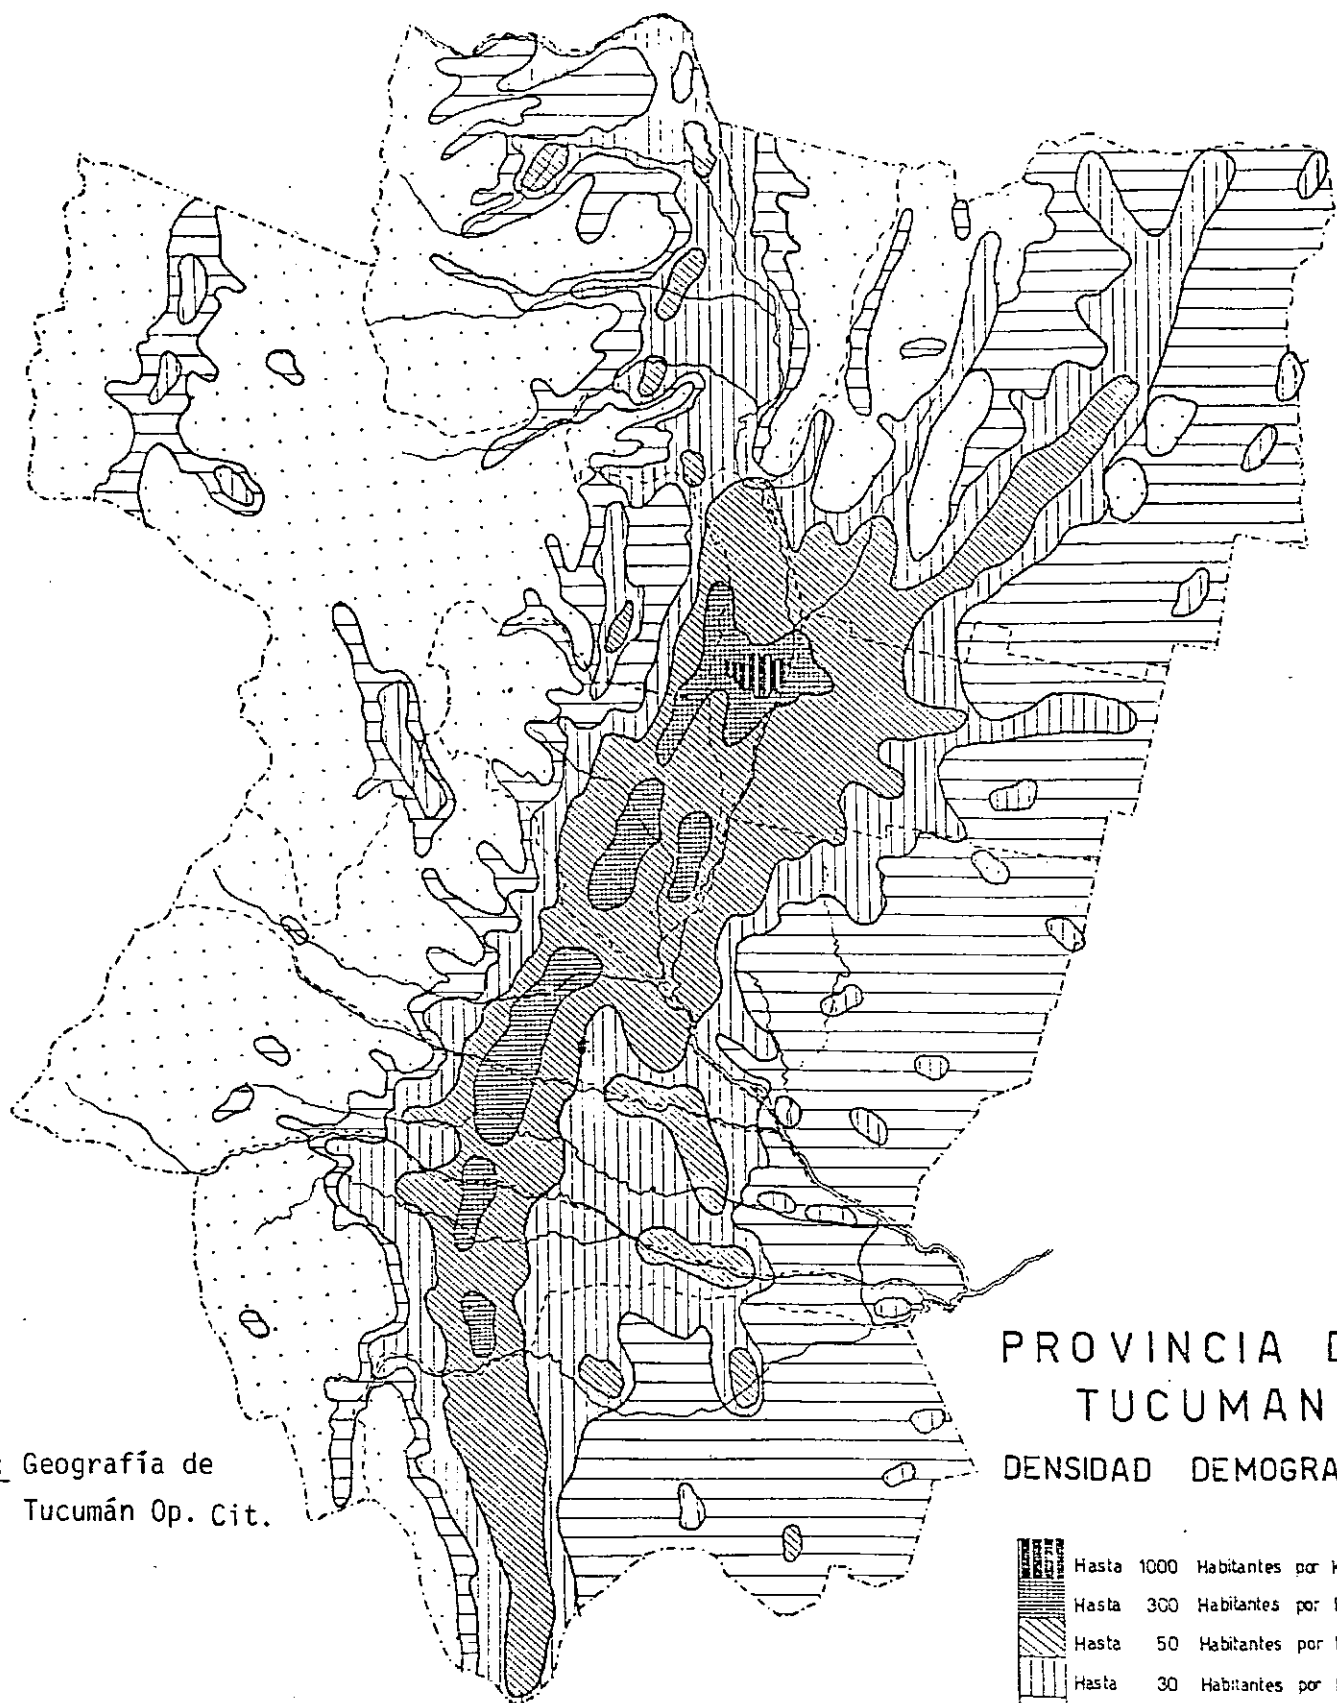 PROVINCIA D
TUCUMAN
DENSIDAD DEMOGRA
: Geografía de
Tucumán Op. Cit.
Hasta 1000 Habitantes por K
Hasta 300 Habitantes por
Hasta 50 Habitantes por
Hasta 30 Habitantes por